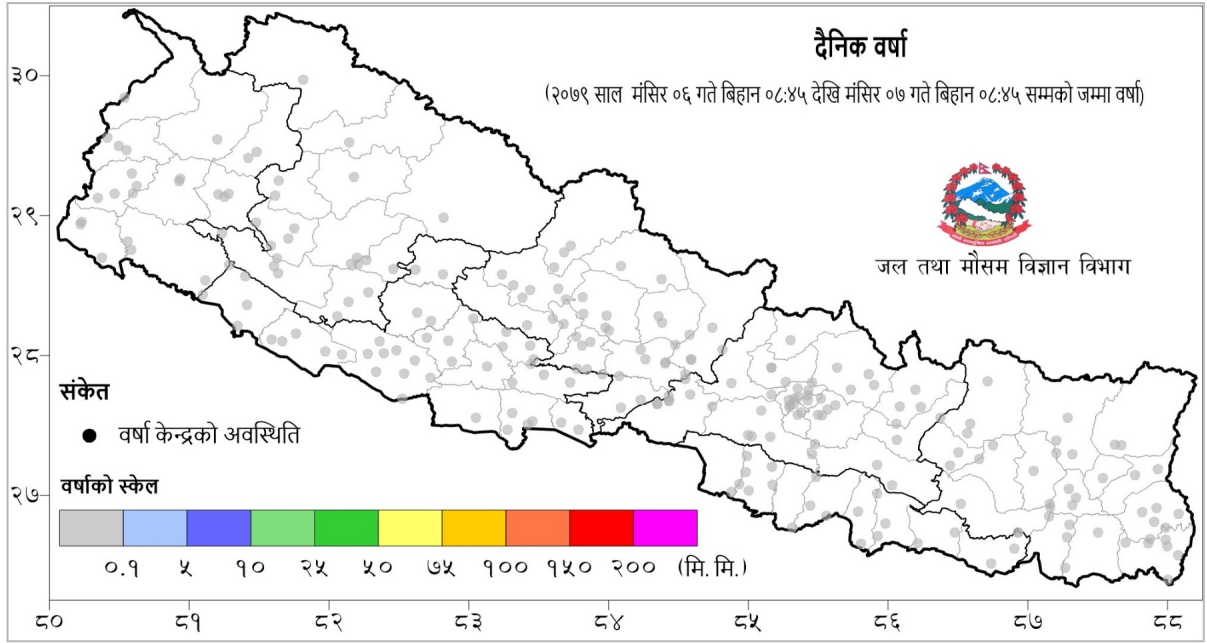 दैनिक वर्षा
(२०७९ साल मंसिर ०६ गते बिहान ०८:४५ देखि मंसिर ०७ गते बिहान ०८:४५ सम्मको जम्मा वर्षा)
जल तथा मौसम विज्ञान विभाग
३०
२९
२८
२७
संकेत
वर्षा केन्द्रको अवस्थिति
वर्षाको स्केल
०.१ ५ १० २५ ५० ७५ १०० १५० २०० (मि. मि.)
८० ८१ ८२ ८३ ८४ ८५ ८६ ८७ ८८